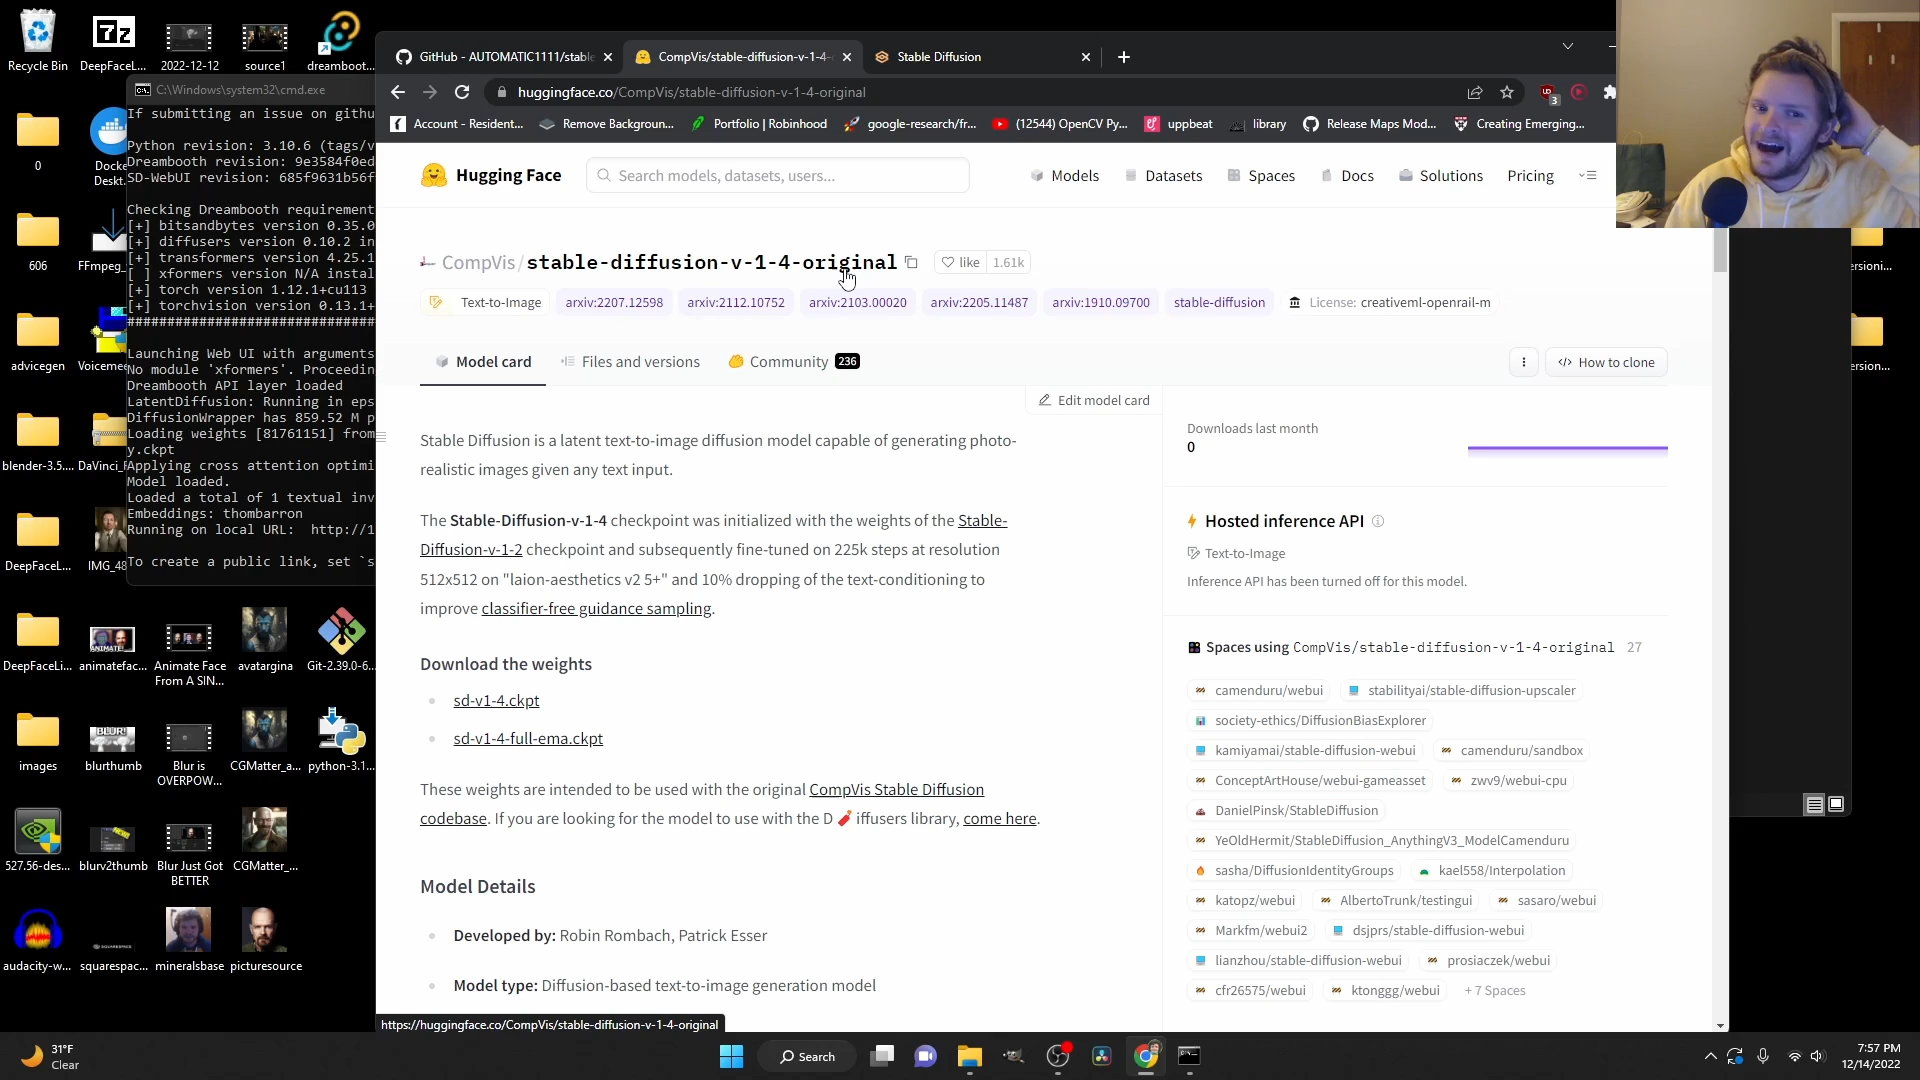 Recycle Bin
DeepFaceL...
2022-12-12
source1
dreamboot...
0
Docke
Deskt.
606
FFmpeg_
advicegen
Voicemee
blender-3.5....
DaVinci_R
DeepFaceL...
IMG_48
DeepFaceLi...
animatefac...
Animate Face
From A SIN...
avatargina
Git-2.39.0-6...
images
blurthumb
Blur is
OVERPOW...
CGMatter_a...
python-3.1...
527.56-des...
blurv2thumb
Blur Just Got
BETTER
CGMatter_...
audacity-w...
squarespac...
mineralsbase
picturesource
C:\Windows\system32\cmd.exe
If submitting an issue on githu
Python revision: 3.10.6 (tags/v
Dreambooth revision: 9e3584f0ed
SD-WebUI revision: 685f9631b56f
Checking Dreambooth requirement
[+] bitsandbytes version 0.35.0
[+] diffusers version 0.10.2 in
[+] transformers version 4.25.1
[ ] xformers version N/A instal
[+] torch version 1.12.1+cu113
[+] torchvision version 0.13.1+
###############################
Launching Web UI with arguments
No module 'xformers'. Proceedin
Dreambooth API layer loaded
LatentDiffusion: Running in eps
DiffusionWrapper has 859.52 M p
Loading weights [81761151] from
y.ckpt
Applying cross attention optimi
Model loaded.
Loaded a total of 1 textual inv
Embeddings: thombarron
Running on local URL:  http://1
To create a public link, set `s
GitHub - AUTOMATIC1111/stable
CompVis/stable-diffusion-v-1-4-
Stable Diffusion
huggingface.co/CompVis/stable-diffusion-v-1-4-original
3
Account - Resident...
Remove Backgroun...
Portfolio | Robinhood
google-research/fr...
(12544) OpenCV Py...
uppbeat
library
Release Maps Mod...
Creating Emerging...
Hugging Face
Search models, datasets, users...
Models
Datasets
Spaces
Docs
Solutions
Pricing
CompVis/stable-diffusion-v-1-4-original
like 1.61k
Text-to-Image
arxiv:2207.12598
arxiv:2112.10752
arxiv:2103.00020
arxiv:2205.11487
arxiv:1910.09700
stable-diffusion
License: creativeml-openrail-m
Model card
Files and versions
Community 236
How to clone
Edit model card
Stable Diffusion is a latent text-to-image diffusion model capable of generating photo-
realistic images given any text input.
The Stable-Diffusion-v-1-4 checkpoint was initialized with the weights of the Stable-
Diffusion-v-1-2 checkpoint and subsequently fine-tuned on 225k steps at resolution
512x512 on "laion-aesthetics v2 5+" and 10% dropping of the text-conditioning to
improve classifier-free guidance sampling.
Download the weights
sd-v1-4.ckpt
sd-v1-4-full-ema.ckpt
These weights are intended to be used with the original CompVis Stable Diffusion
codebase. If you are looking for the model to use with the D🧨iffusers library, come here.
Model Details
Developed by: Robin Rombach, Patrick Esser
Model type: Diffusion-based text-to-image generation model
https://huggingface.co/CompVis/stable-diffusion-v-1-4-original
Downloads last month
0
Hosted inference API
Text-to-Image
Inference API has been turned off for this model.
Spaces using CompVis/stable-diffusion-v-1-4-original 27
camenduru/webui
stabilityai/stable-diffusion-upscaler
society-ethics/DiffusionBiasExplorer
kamiyamai/stable-diffusion-webui
camenduru/sandbox
ConceptArtHouse/webui-gameasset
zwv9/webui-cpu
DanielPinsk/StableDiffusion
YeOldHermit/StableDiffusion_AnythingV3_ModelCamenduru
sasha/DiffusionIdentityGroups
kael558/Interpolation
katopz/webui
AlbertoTrunk/testingui
sasaro/webui
Markfm/webui2
dsjprs/stable-diffusion-webui
lianzhou/stable-diffusion-webui
prosiaczek/webui
cfr26575/webui
ktonggg/webui
+ 7 Spaces
ersioni...
ersion...
31°F
Clear
Search
7:57 PM
12/14/2022